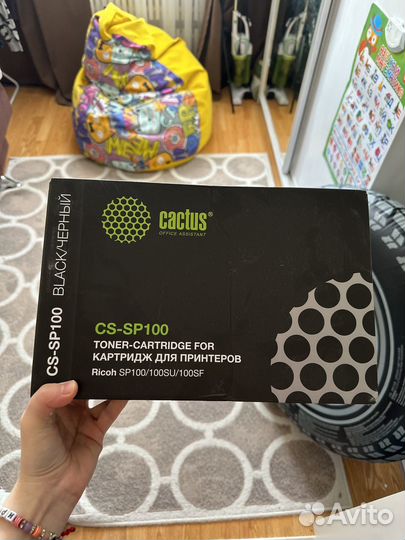 cactus®
OFFICE ASSISTANT
CS-SP100
TONER-CARTRIDGE FOR
КАРТРИДЖ ДЛЯ ПРИНТЕРОВ
Ricoh SP100/100SU/100SF
CS-SP100 BLACK/ЧЕРНЫЙ
Avito